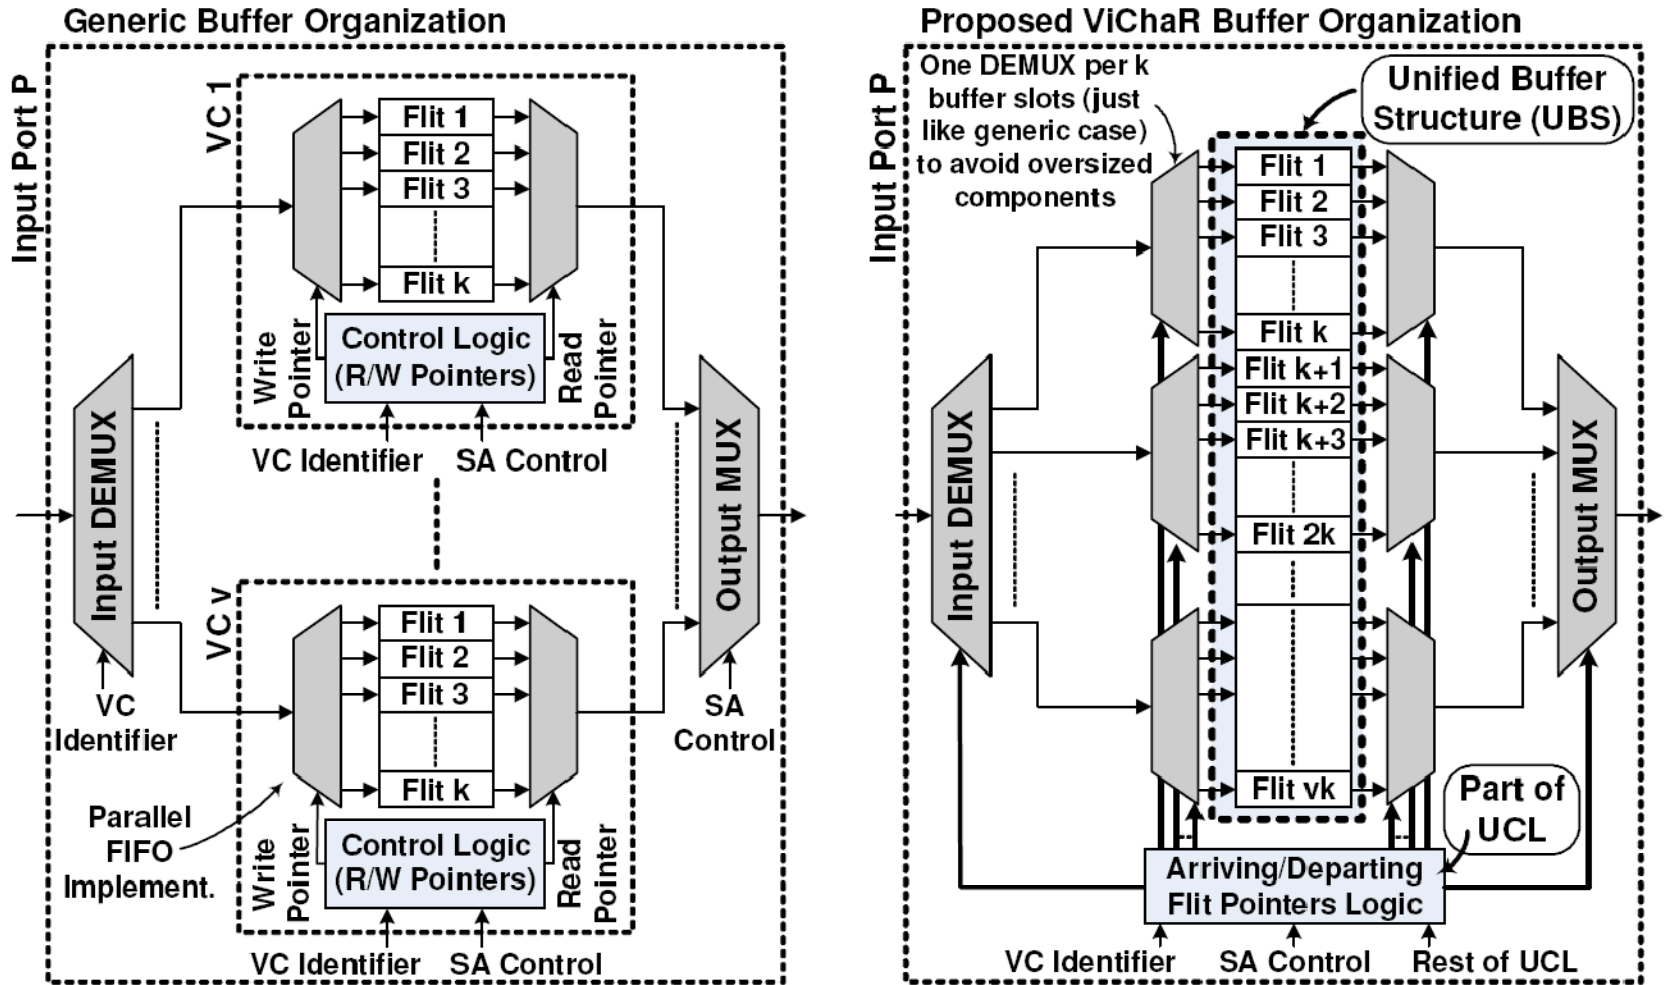 Generic Buffer Organization
Input Port P
VC 1
Flit 1
Flit 2
Flit 3
Flit k
Write
Pointer
Control Logic
(R/W Pointers)
Read
Pointer
VC Identifier
SA Control
Input DEMUX
VC
Identifier
Output MUX
SA
Control
VC v
Flit 1
Flit 2
Flit 3
Flit k
Parallel
FIFO
Implement.
Write
Pointer
Control Logic
(R/W Pointers)
Read
Pointer
VC Identifier
SA Control
Proposed ViChaR Buffer Organization
Input Port P
One DEMUX per k
buffer slots (just
like generic case)
to avoid oversized
components
Unified Buffer
Structure (UBS)
Flit 1
Flit 2
Flit 3
Flit k
Flit k+1
Flit k+2
Flit k+3
Flit 2k
Flit vk
Input DEMUX
Output MUX
Part of
UCL
Arriving/Departing
Flit Pointers Logic
VC Identifier
SA Control
Rest of UCL